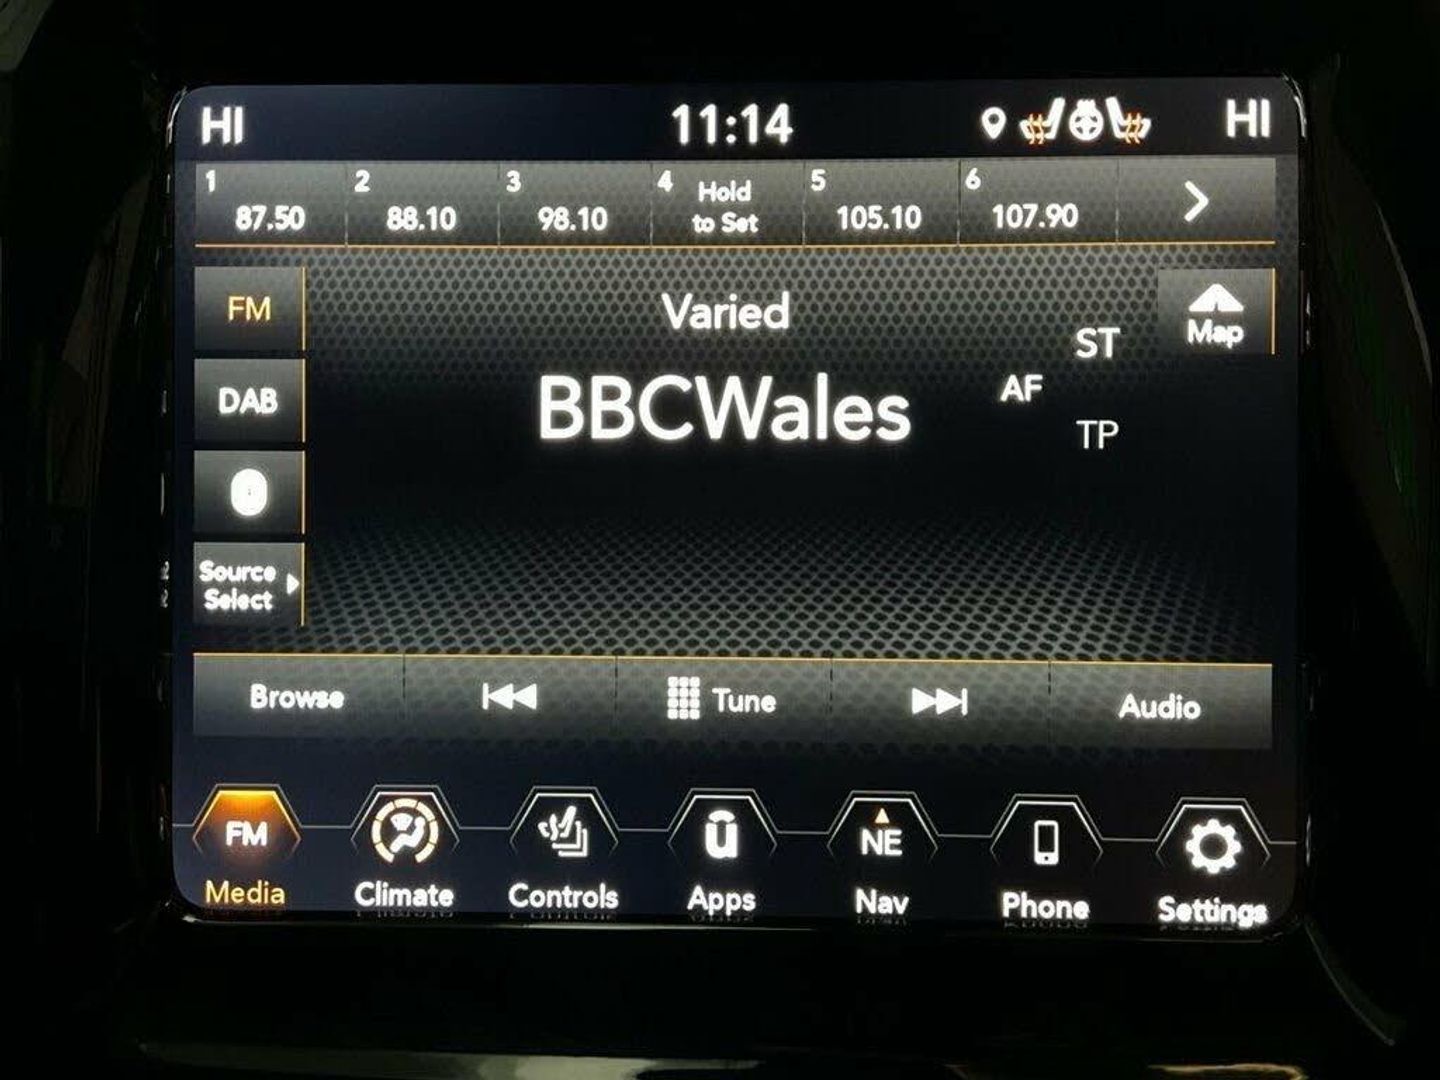 HI 11:14 HI
1 2 3 4 Hold 5 6
87.50 88.10 98.10 to Set 105.10 107.90
FM Varied Map
ST
DAB BBCWales AF
TP
Source
Select
Browse Tune Audio
FM NE
Media Climate Controls Apps Nav Phone Settings